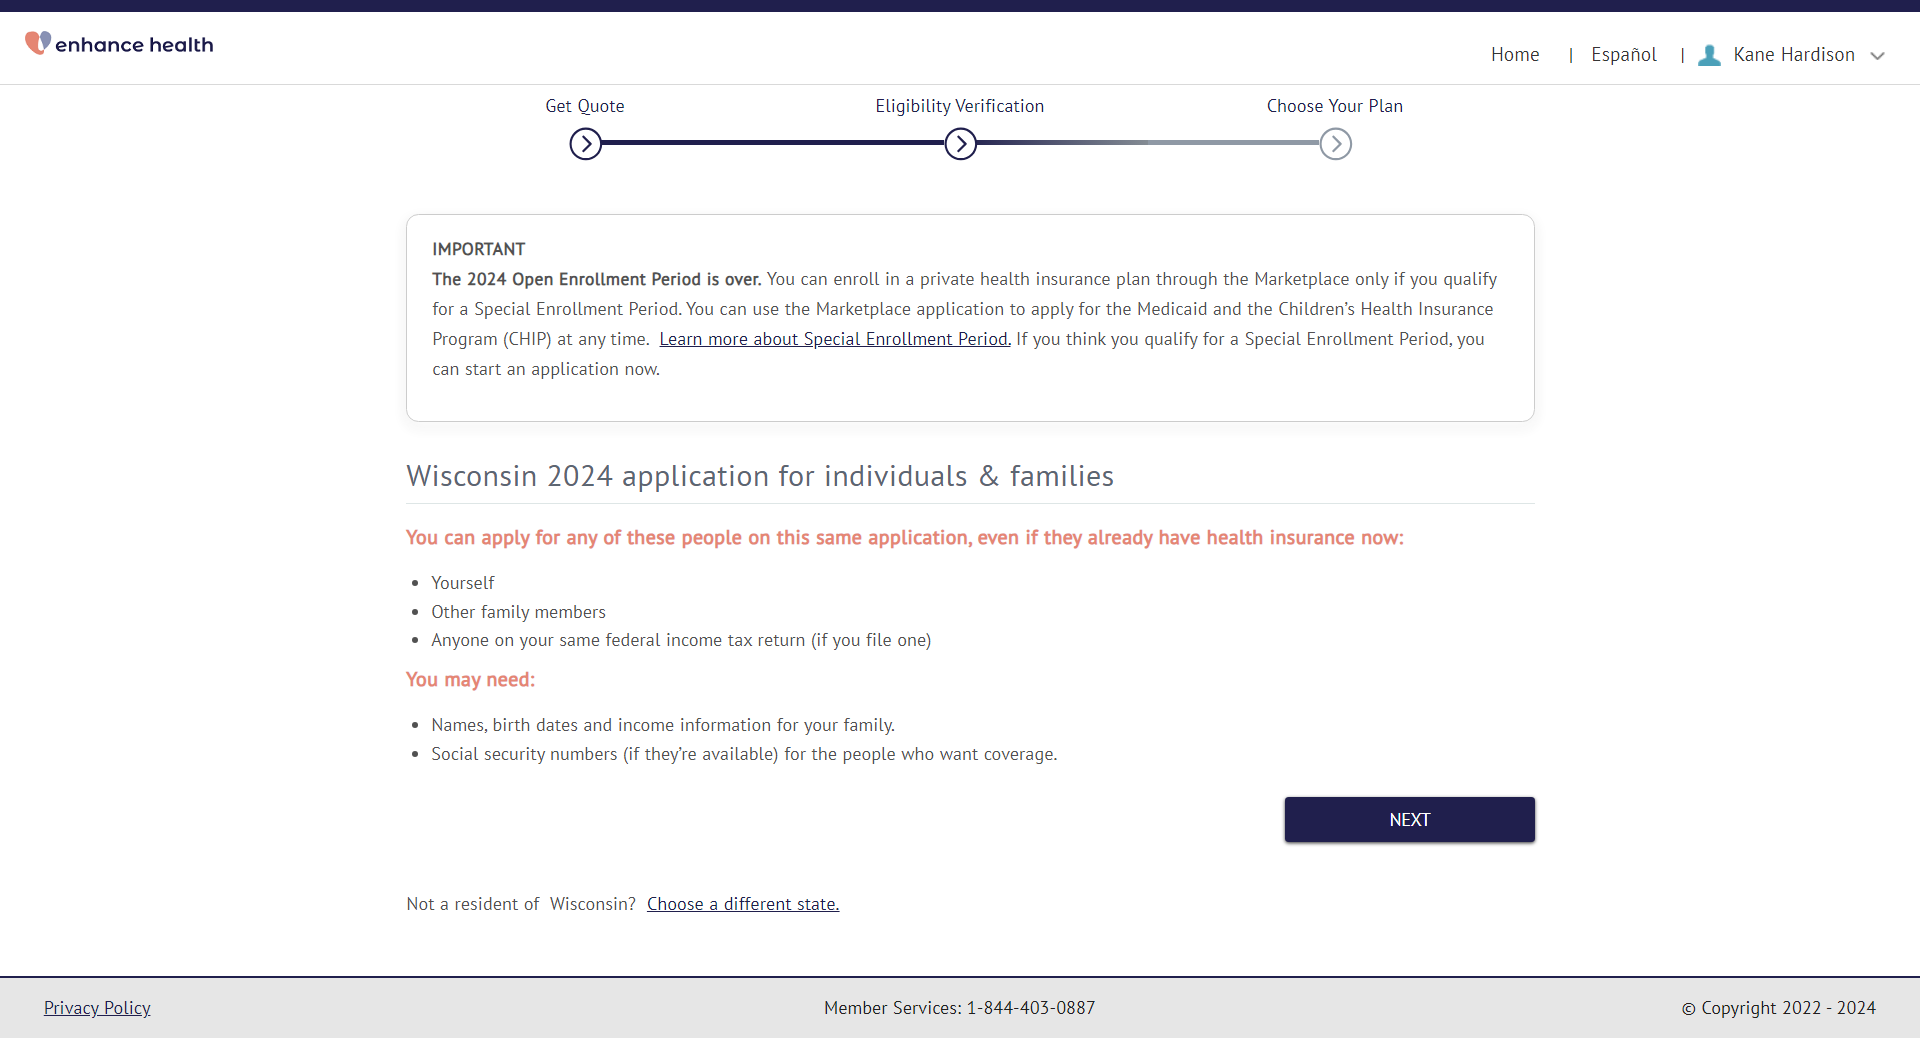 enhance health
Home | Español | Kane Hardison
Get Quote
Eligibility Verification
Choose Your Plan
IMPORTANT
The 2024 Open Enrollment Period is over. You can enroll in a private health insurance plan through the Marketplace only if you qualify
for a Special Enrollment Period. You can use the Marketplace application to apply for the Medicaid and the Children’s Health Insurance
Program (CHIP) at any time. Learn more about Special Enrollment Period. If you think you qualify for a Special Enrollment Period, you
can start an application now.
Wisconsin 2024 application for individuals & families
You can apply for any of these people on this same application, even if they already have health insurance now:
• Yourself
• Other family members
• Anyone on your same federal income tax return (if you file one)
You may need:
• Names, birth dates and income information for your family.
• Social security numbers (if they’re available) for the people who want coverage.
NEXT
Not a resident of Wisconsin? Choose a different state.
Privacy Policy
Member Services: 1-844-403-0887
© Copyright 2022 - 2024